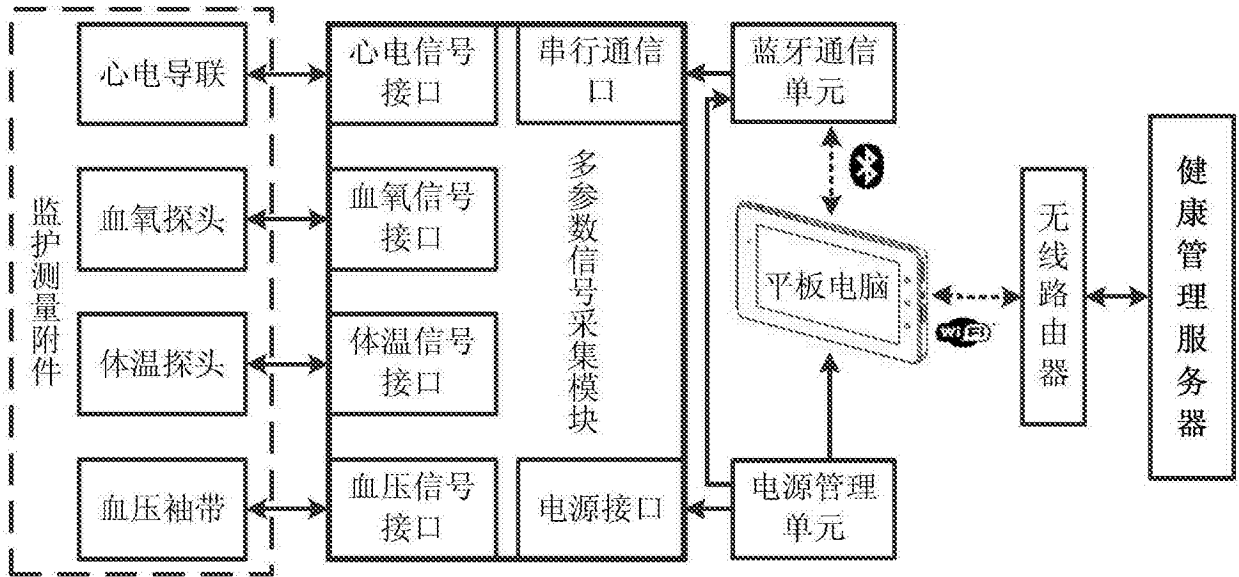 监护测量附件
心电导联
血氧探头
体温探头
血压袖带
心电信号
接口
血氧信号
接口
体温信号
接口
血压信号
接口
串行通信
口
多参数信号采集模块
电源接口
蓝牙通信
单元
平板电脑
WiFi
电源管理
单元
无线路由器
健康管理服务器